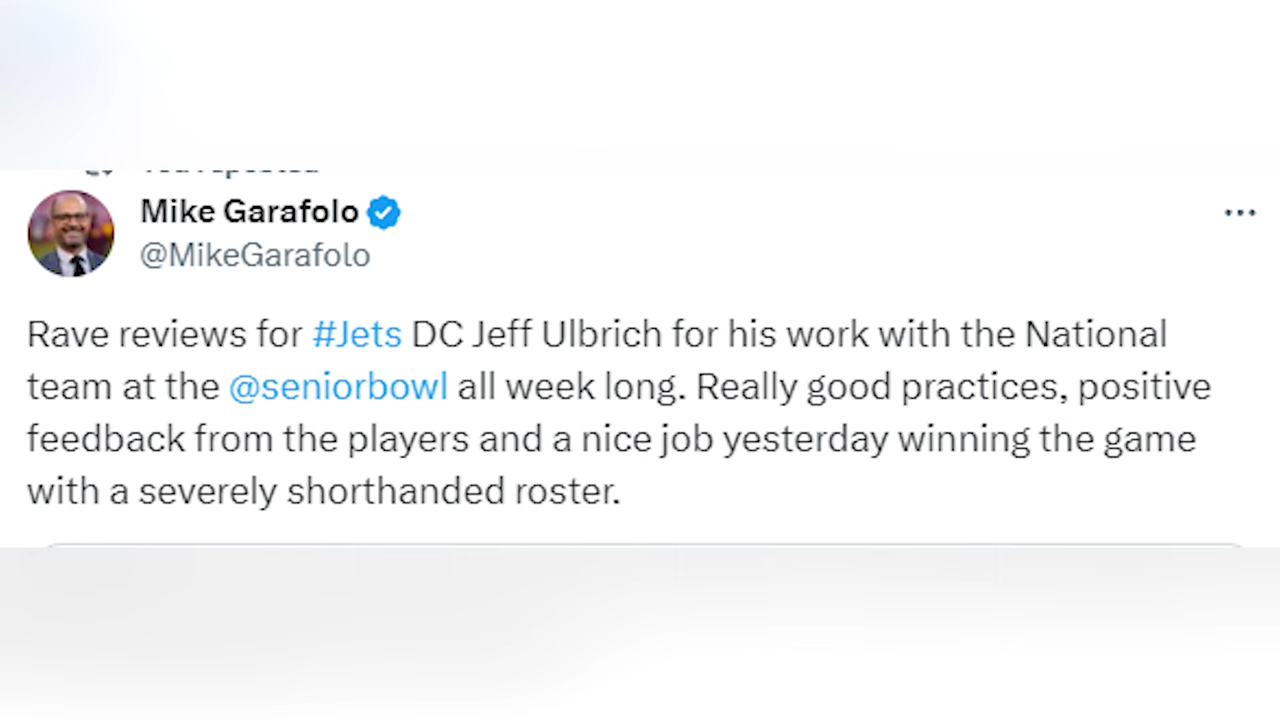 Mike Garafolo
@MikeGarafolo
Rave reviews for #Jets DC Jeff Ulbrich for his work with the National
team at the @seniorbowl all week long. Really good practices, positive
feedback from the players and a nice job yesterday winning the game
with a severely shorthanded roster.